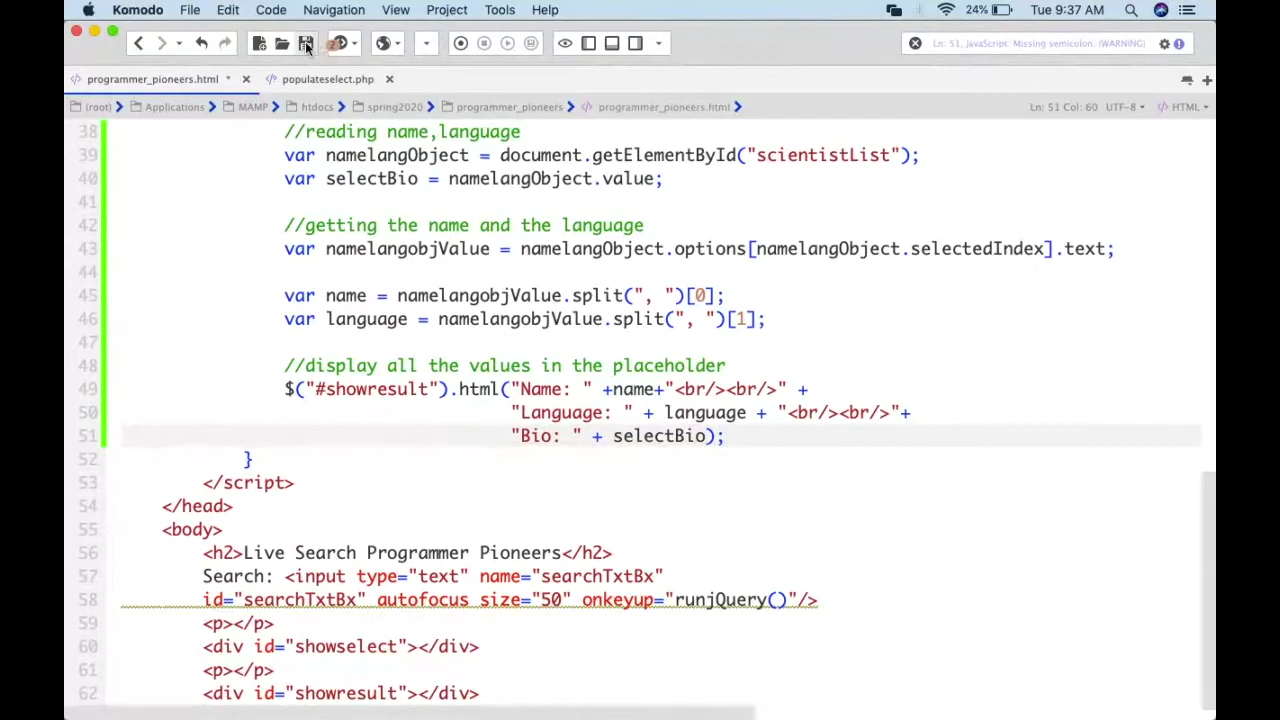 Komodo File Edit Code Navigation View Project Tools Help 24% Tue 9:37 AM
Ln: 51, JavaScript: Missing semicolon. (WARNING)
programmer_pioneers.html * populateselect.php
(root) Applications MAMP htdocs spring2020 programmer_pioneers programmer_pioneers.html Ln: 51 Col: 60 UTF-8 HTML
38 //reading name,language
39 var namelangObject = document.getElementById("scientistList");
40 var selectBio = namelangObject.value;
41
42 //getting the name and the language
43 var namelangobjValue = namelangObject.options[namelangObject.selectedIndex].text;
44
45 var name = namelangobjValue.split(", ")[0];
46 var language = namelangobjValue.split(", ")[1];
47
48 //display all the values in the placeholder
49 $("#showresult").html("Name: " +name+"<br/><br/>" +
50 "Language: " + language + "<br/><br/>"+
51 "Bio: " + selectBio);
52 }
53 </script>
54 </head>
55 <body>
56 <h2>Live Search Programmer Pioneers</h2>
57 Search: <input type="text" name="searchTxtBx"
58 id="searchTxtBx" autofocus size="50" onkeyup="runjQuery()"/>
59 <p></p>
60 <div id="showselect"></div>
61 <p></p>
62 <div id="showresult"></div>